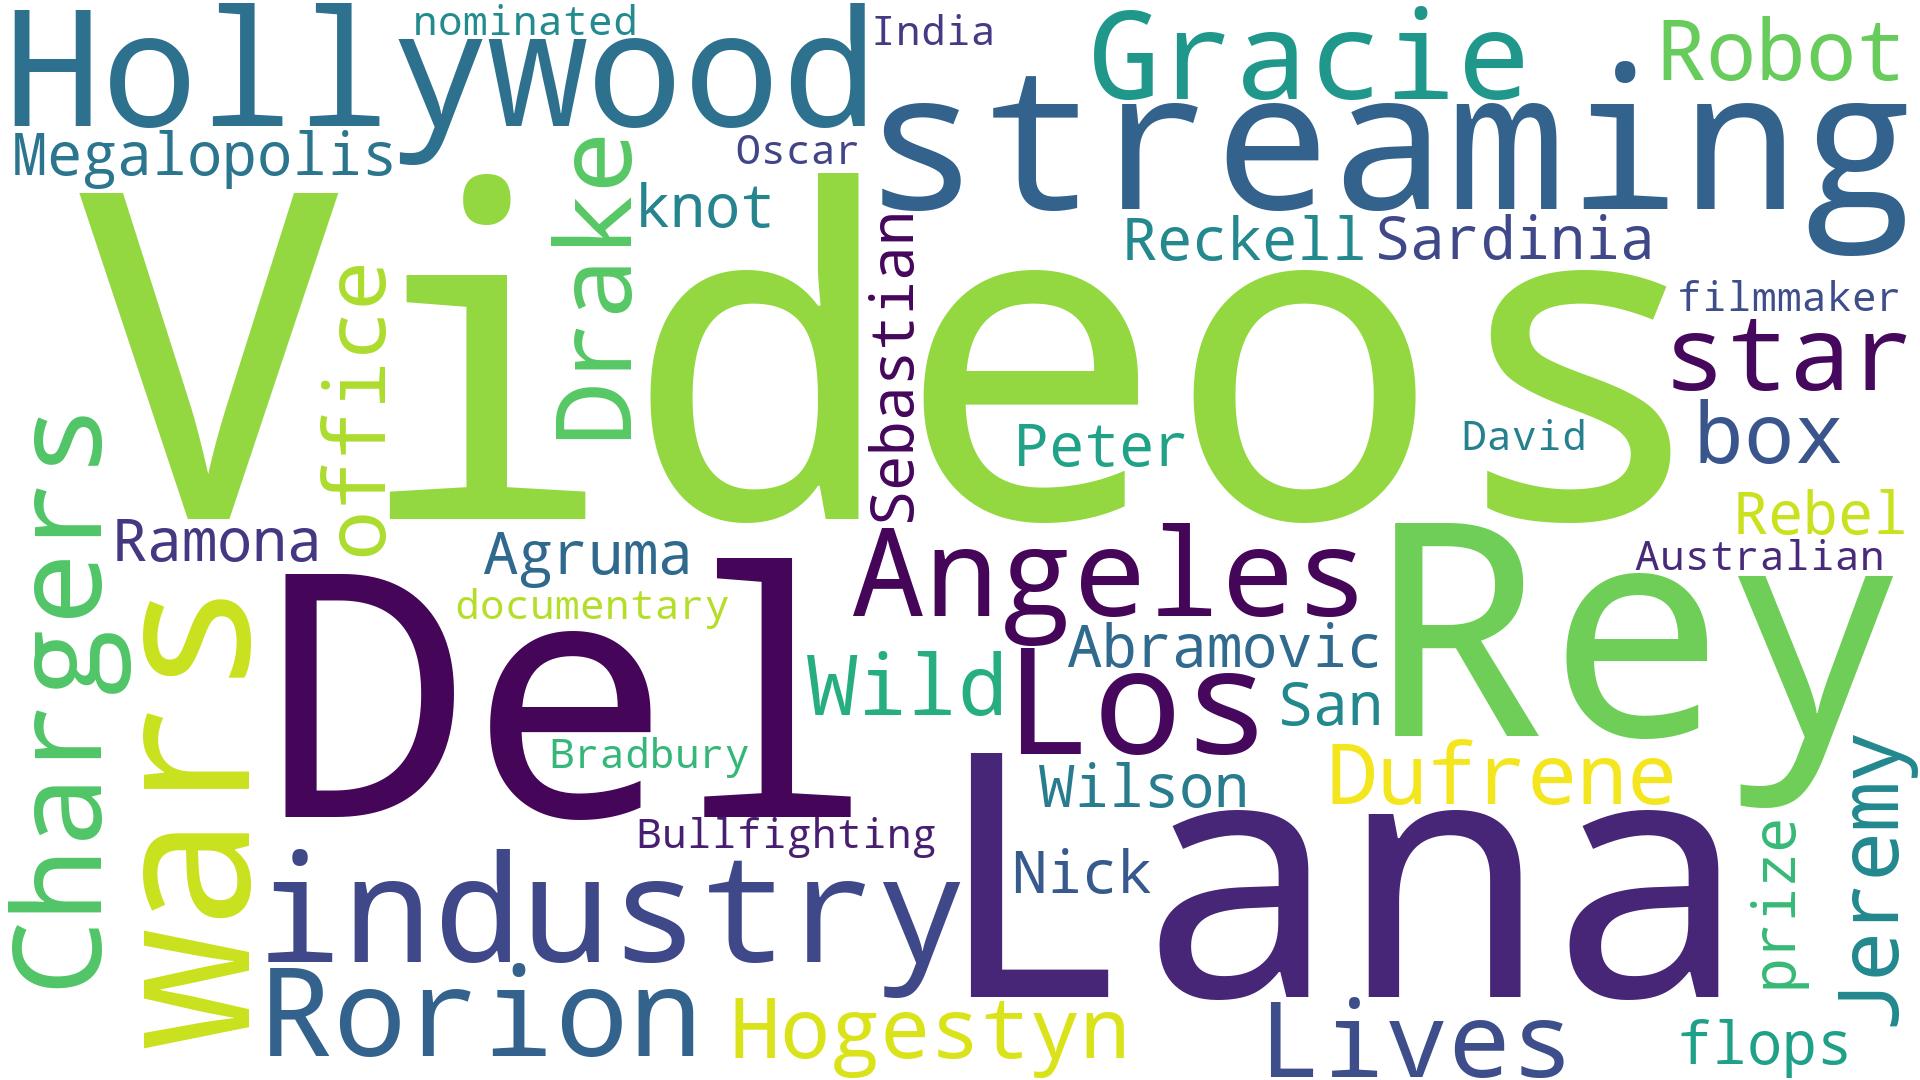 Hollywood
nominated
India
Gracie
Robot
streaming
Megalopolis
Oscar
Drake
knot
Sebastian
Reckell
Sardinia
Videos
office
filmmaker
star
Peter
David
box
Chargers
Rebel
Ramona
Agruma
Angeles
Rey
Australian
wars
Del
documentary
Abramovic
Wild
Los
San
Bradbury
Wilson
Dufrene
Jeremy
Lana
Bullfighting
prize
industry
Nick
Rorion
Hogestyn
Lives
flops